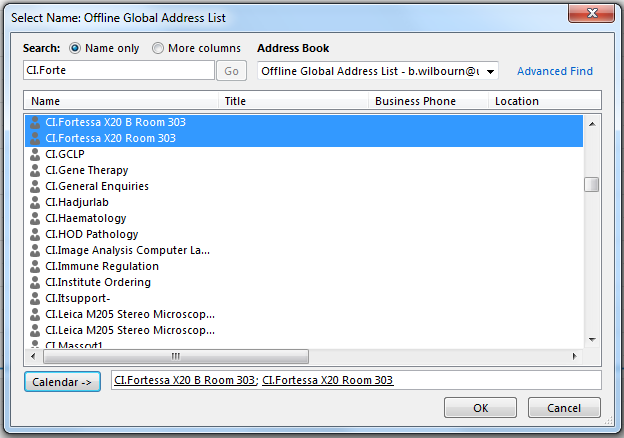 Select Name: Offline Global Address List
Search: Name only More columns Address Book
CI.Forte Go Offline Global Address List - b.wilbourn@u Advanced Find
Name Title Business Phone Location
CI.Fortessa X20 B Room 303
CI.Fortessa X20 Room 303
CI.GCLP
CI.Gene Therapy
CI.General Enquiries
CI.Hadjurlab
CI.Haematology
CI.HOD Pathology
CI.Image Analysis Computer La...
CI.Immune Regulation
CI.Institute Ordering
CI.Itsupport-
CI.Leica M205 Stereo Microscop...
CI.Leica M205 Stereo Microscop...
CI.Masscyt1
Calendar -> CI.Fortessa X20 B Room 303; CI.Fortessa X20 Room 303
OK Cancel